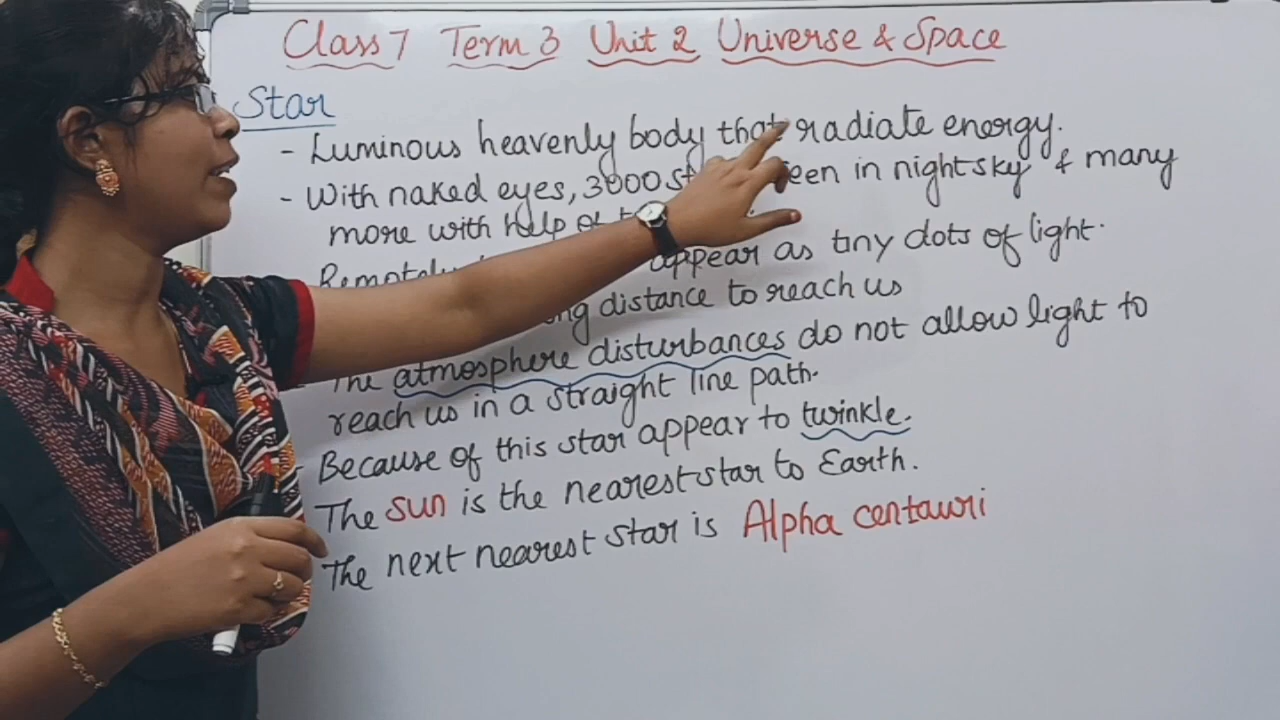 Class 7 Term 3 Unit 2 Universe & Space
Star
- Luminous heavenly body that radiate energy.
- With naked eyes, 3000 seen in night sky & many
more with help of
appear as tiny dots of light.
distance to reach us
The atmosphere disturbances do not allow light to
reach us in a straight line path.
- Because of this star appear to twinkle.
The Sun is the nearest star to Earth.
The next nearest star is Alpha centauri